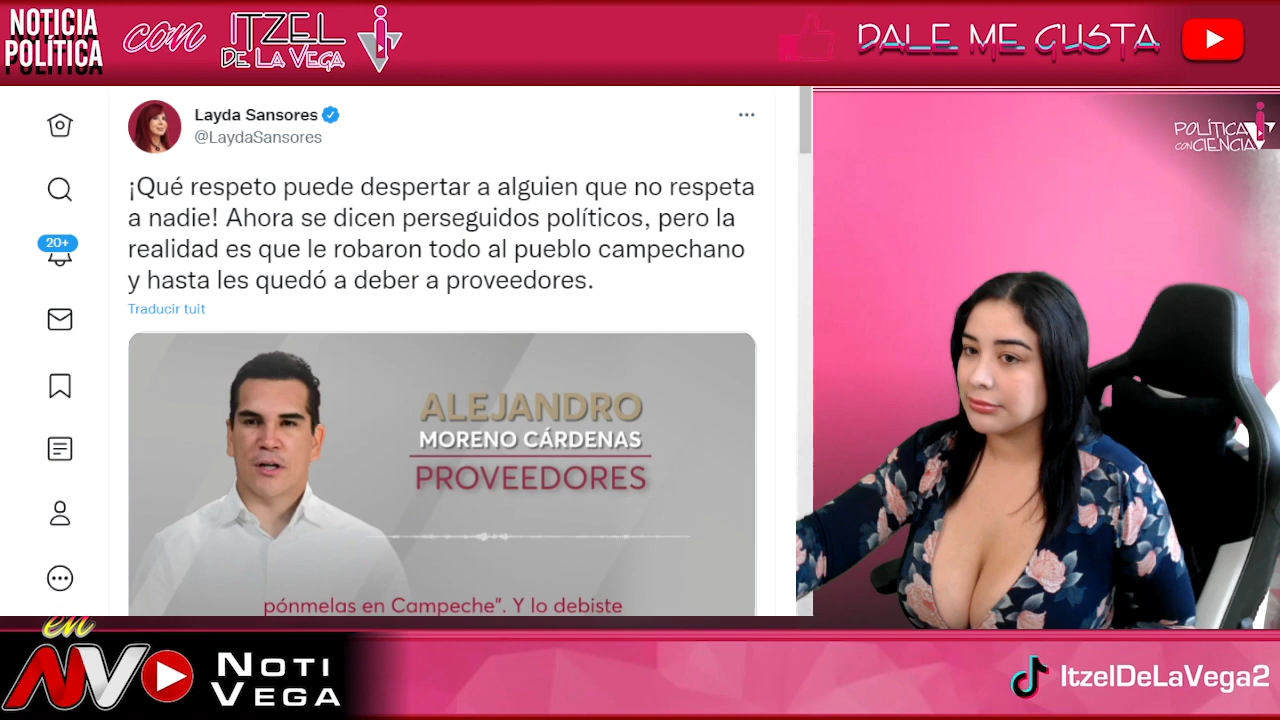 NOTICIA
POLÍTICA
con
ITZEL
DE LA VEGA
DALE ME GUSTA
Layda Sansores
@LaydaSansores
¡Qué respeto puede despertar a alguien que no respeta
a nadie! Ahora se dicen perseguidos políticos, pero la
realidad es que le robaron todo al pueblo campechano
y hasta les quedó a deber a proveedores.
Traducir tuit
20+
ALEJANDRO
MORENO CÁRDENAS
PROVEEDORES
pónmelas en Campeche". Y lo debiste
POLÍTICA
CON CIENCIA
en
NV
NOTI
VEGA
ItzelDeLaVega2